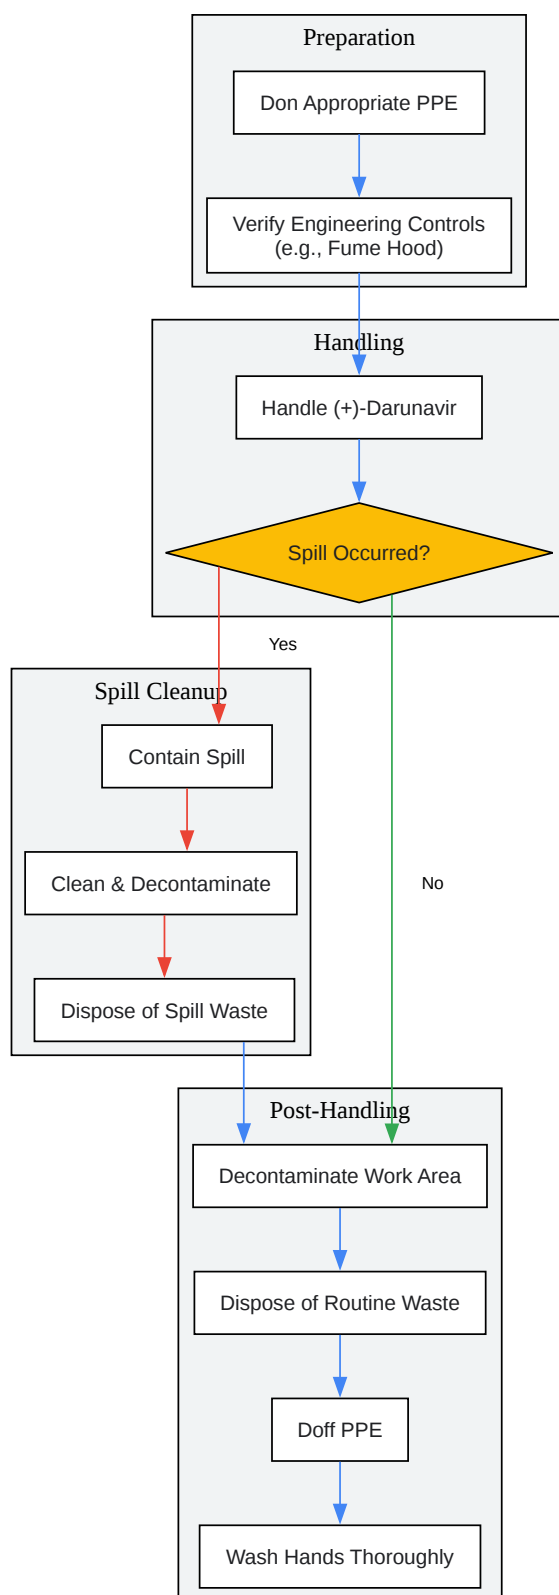 Preparation
Don Appropriate PPE
Verify Engineering Controls
(e.g., Fume Hood)
Handling
Handle (+)-Darunavir
Spill Occurred?
Yes
Spill Cleanup
Contain Spill
Clean & Decontaminate
No
Dispose of Spill Waste
Post-Handling
Decontaminate Work Area
Dispose of Routine Waste
Doff PPE
Wash Hands Thoroughly